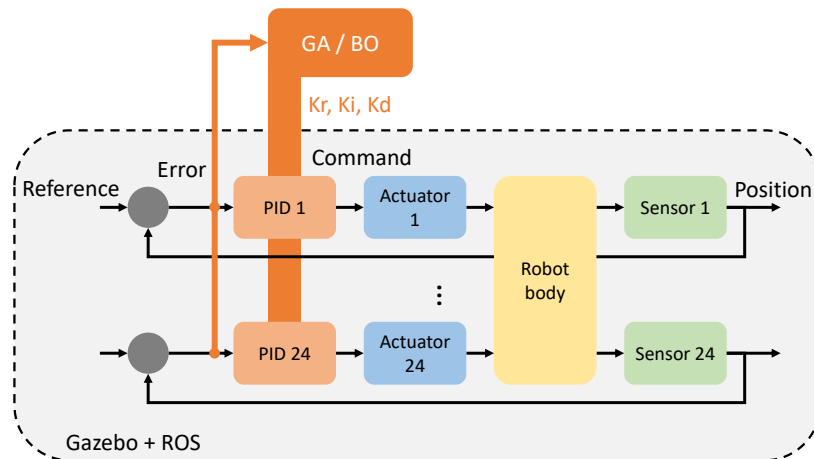 GA / BO
Kr, Ki, Kd
Error
Command
Reference
PID 1
Actuator
1
Sensor 1
Position
Robot
body
...
PID 24
Actuator
24
Sensor 24
Gazebo + ROS